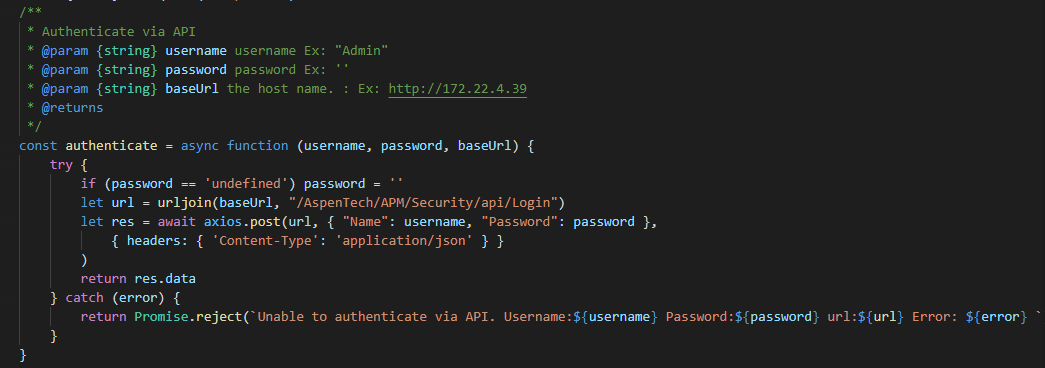 /**
 * Authenticate via API
 * @param {string} username username Ex: "Admin"
 * @param {string} password password Ex: ''
 * @param {string} baseUrl the host name. : Ex: http://172.22.4.39
 * @returns
 */
const authenticate = async function (username, password, baseUrl) {
    try {
        if (password == 'undefined') password = ''
        let url = urljoin(baseUrl, "/AspenTech/APM/Security/api/Login")
        let res = await axios.post(url, { "Name": username, "Password": password },
            { headers: { 'Content-Type': 'application/json' } }
        )
        return res.data
    } catch (error) {
        return Promise.reject(`Unable to authenticate via API. Username:${username} Password:${password} url:${url} Error: ${error} `
    }
}